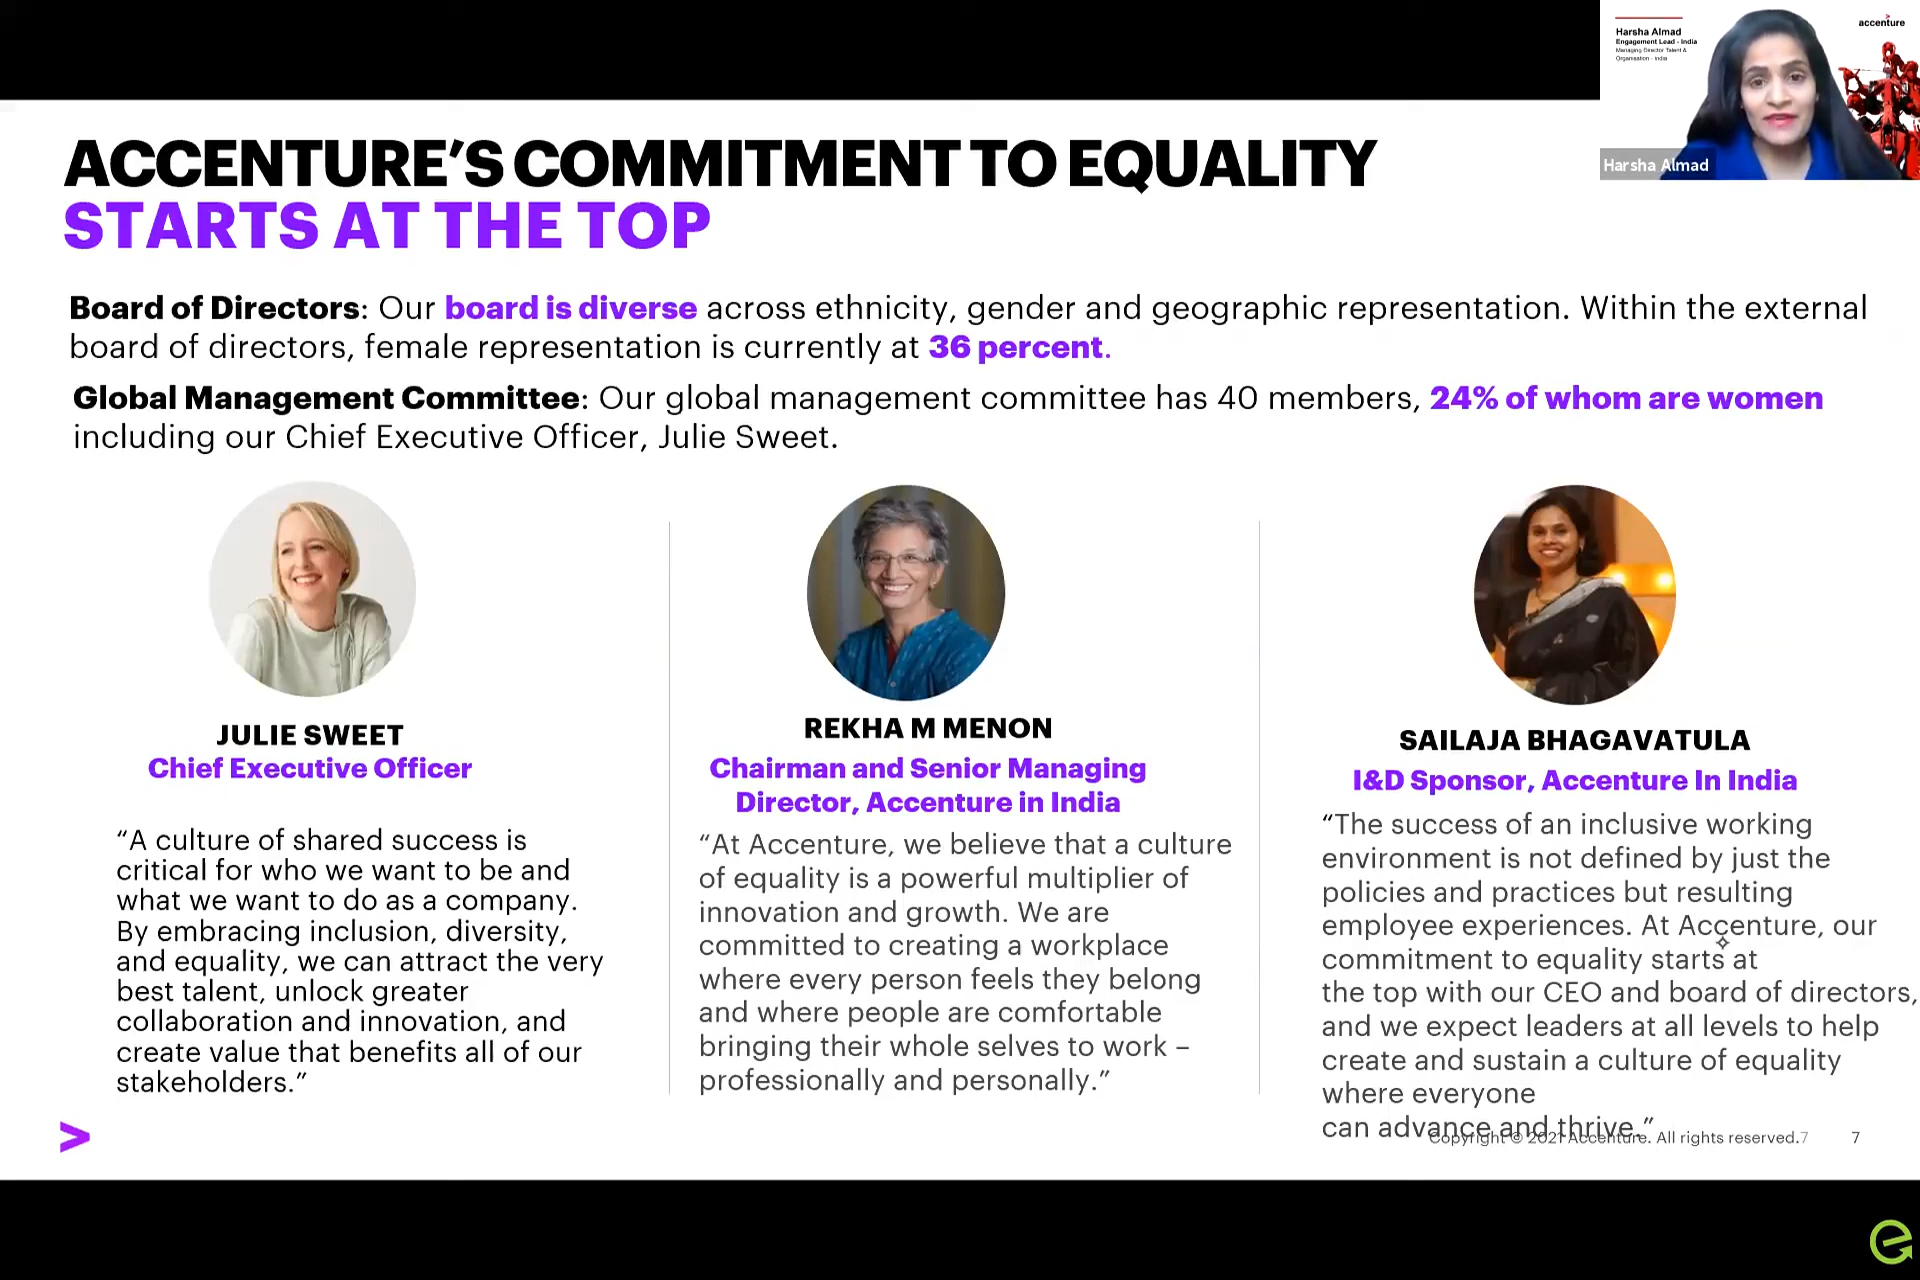 Harsha Almad
Engagement Lead - India
Managing Director Talent &
Organisation - India
accenture
Harsha Almad
ACCENTURE’S COMMITMENT TO EQUALITY
STARTS AT THE TOP
Board of Directors: Our board is diverse across ethnicity, gender and geographic representation. Within the external
board of directors, female representation is currently at 36 percent.
Global Management Committee: Our global management committee has 40 members, 24% of whom are women
including our Chief Executive Officer, Julie Sweet.
JULIE SWEET
Chief Executive Officer
“A culture of shared success is
critical for who we want to be and
what we want to do as a company.
By embracing inclusion, diversity,
and equality, we can attract the very
best talent, unlock greater
collaboration and innovation, and
create value that benefits all of our
stakeholders.”
REKHA M MENON
Chairman and Senior Managing
Director, Accenture in India
“At Accenture, we believe that a culture
of equality is a powerful multiplier of
innovation and growth. We are
committed to creating a workplace
where every person feels they belong
and where people are comfortable
bringing their whole selves to work –
professionally and personally.”
SAILAJA BHAGAVATULA
I&D Sponsor, Accenture In India
“The success of an inclusive working
environment is not defined by just the
policies and practices but resulting
employee experiences. At Accenture, our
commitment to equality starts at
the top with our CEO and board of directors,
and we expect leaders at all levels to help
create and sustain a culture of equality
where everyone
can advance and thrive.”
Copyright © 2021 Accenture. All rights reserved.7 7